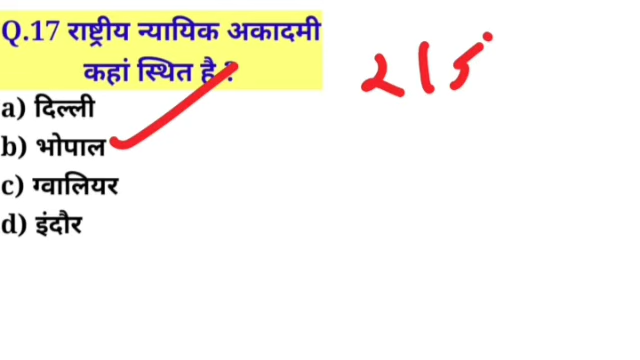 Q.17 राष्ट्रीय न्यायिक अकादमी
कहां स्थित है ?
a) दिल्ली
b) भोपाल
c) ग्वालियर
d) इंदौर